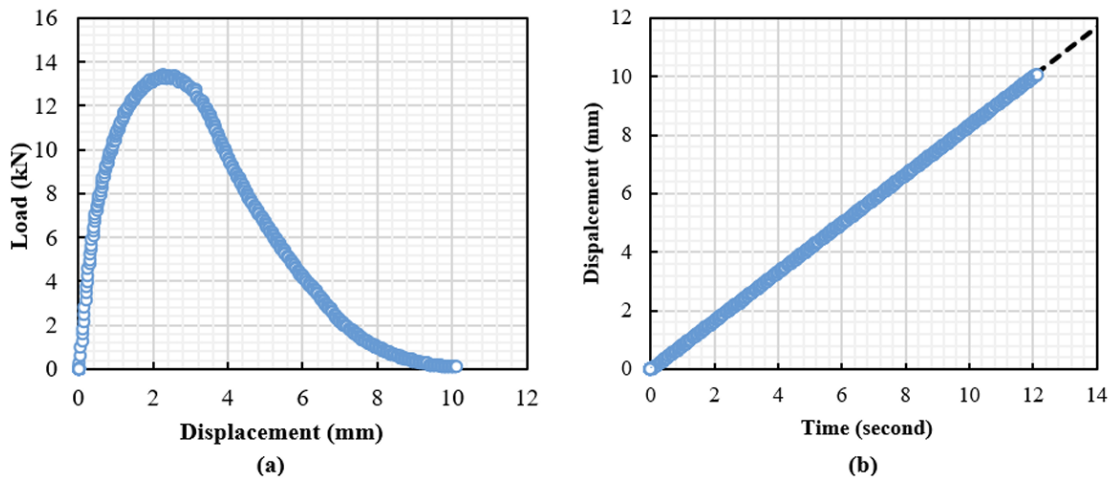 16
14
12
10
8
6
4
2
0
Load (kN)
0 2 4 6 8 10 12
Displacement (mm)
(a)
12
10
8
6
4
2
0
Dispalcement (mm)
0 2 4 6 8 10 12 14
Time (second)
(b)